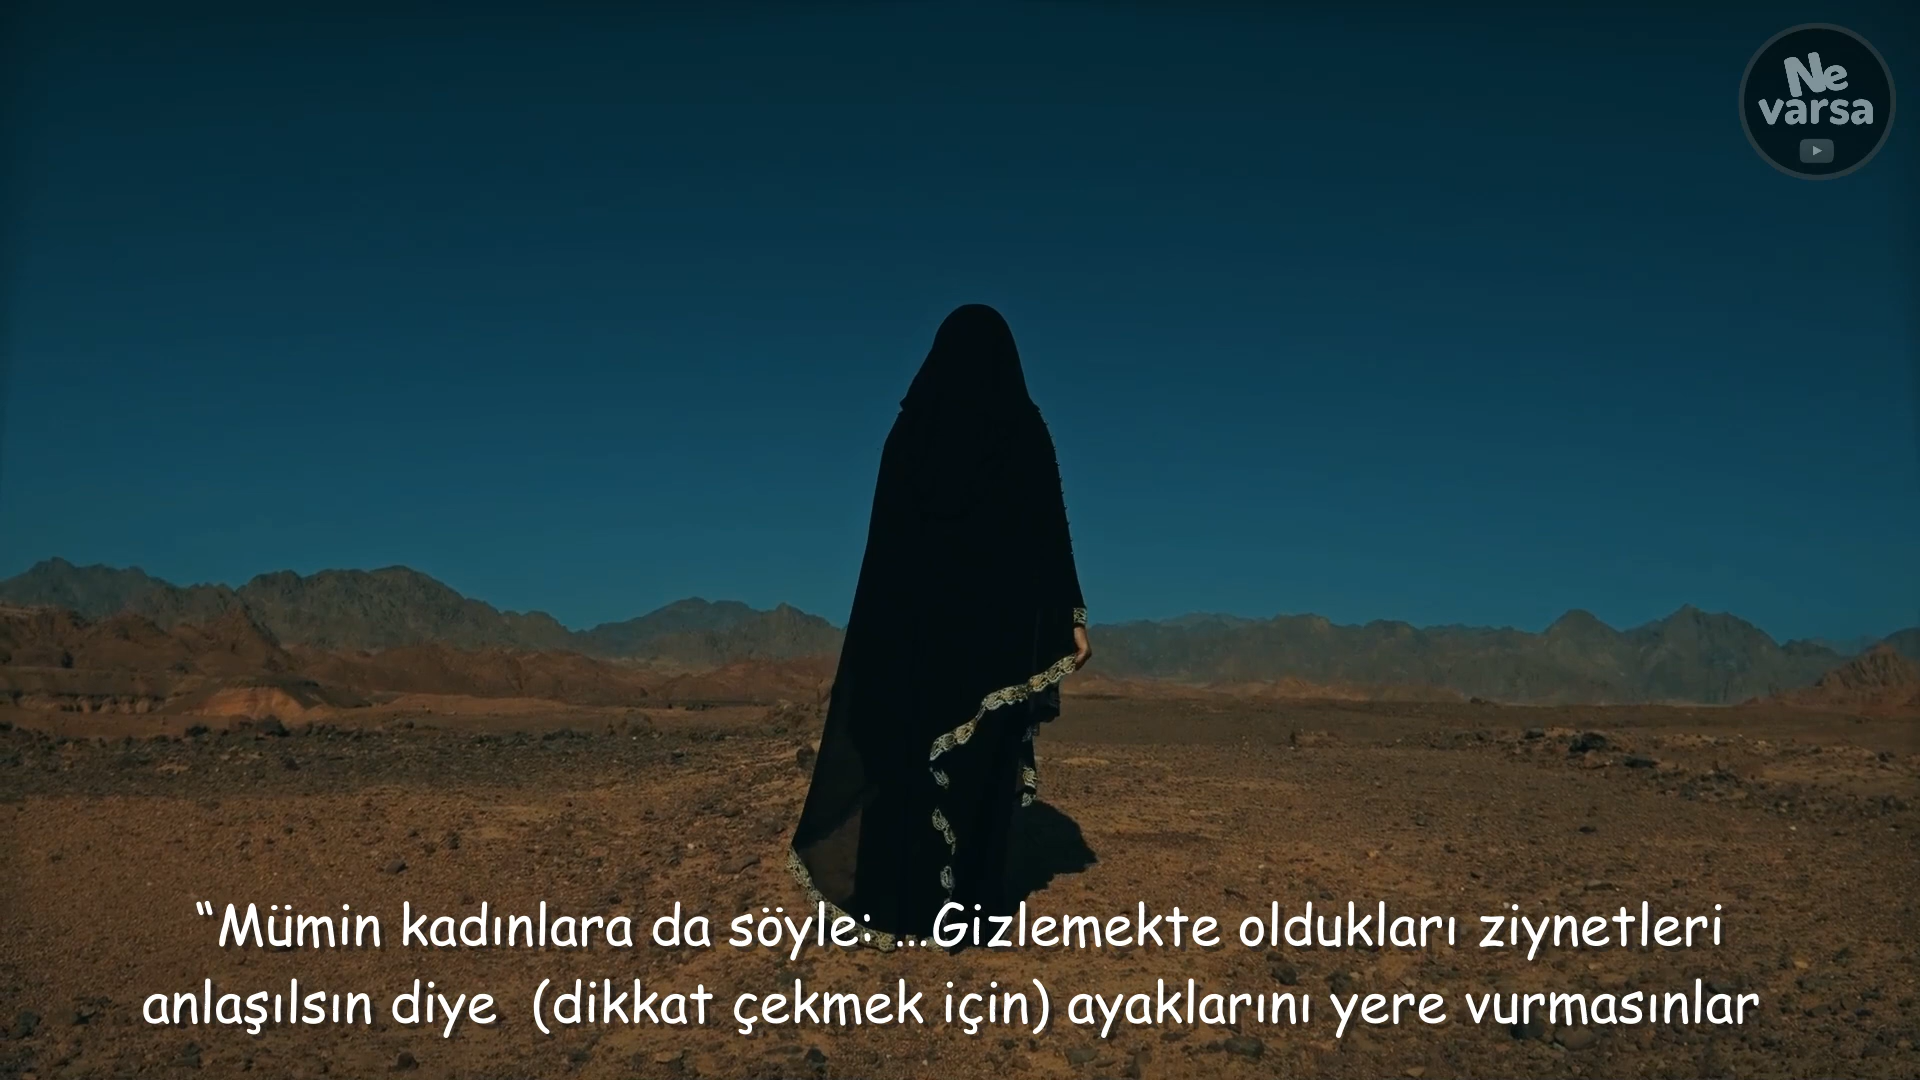 Ne
varsa
“Mümin kadınlara da söyle: ...Gizlemekte oldukları ziynetleri
anlaşılsın diye (dikkat çekmek için) ayaklarını yere vurmasınlar